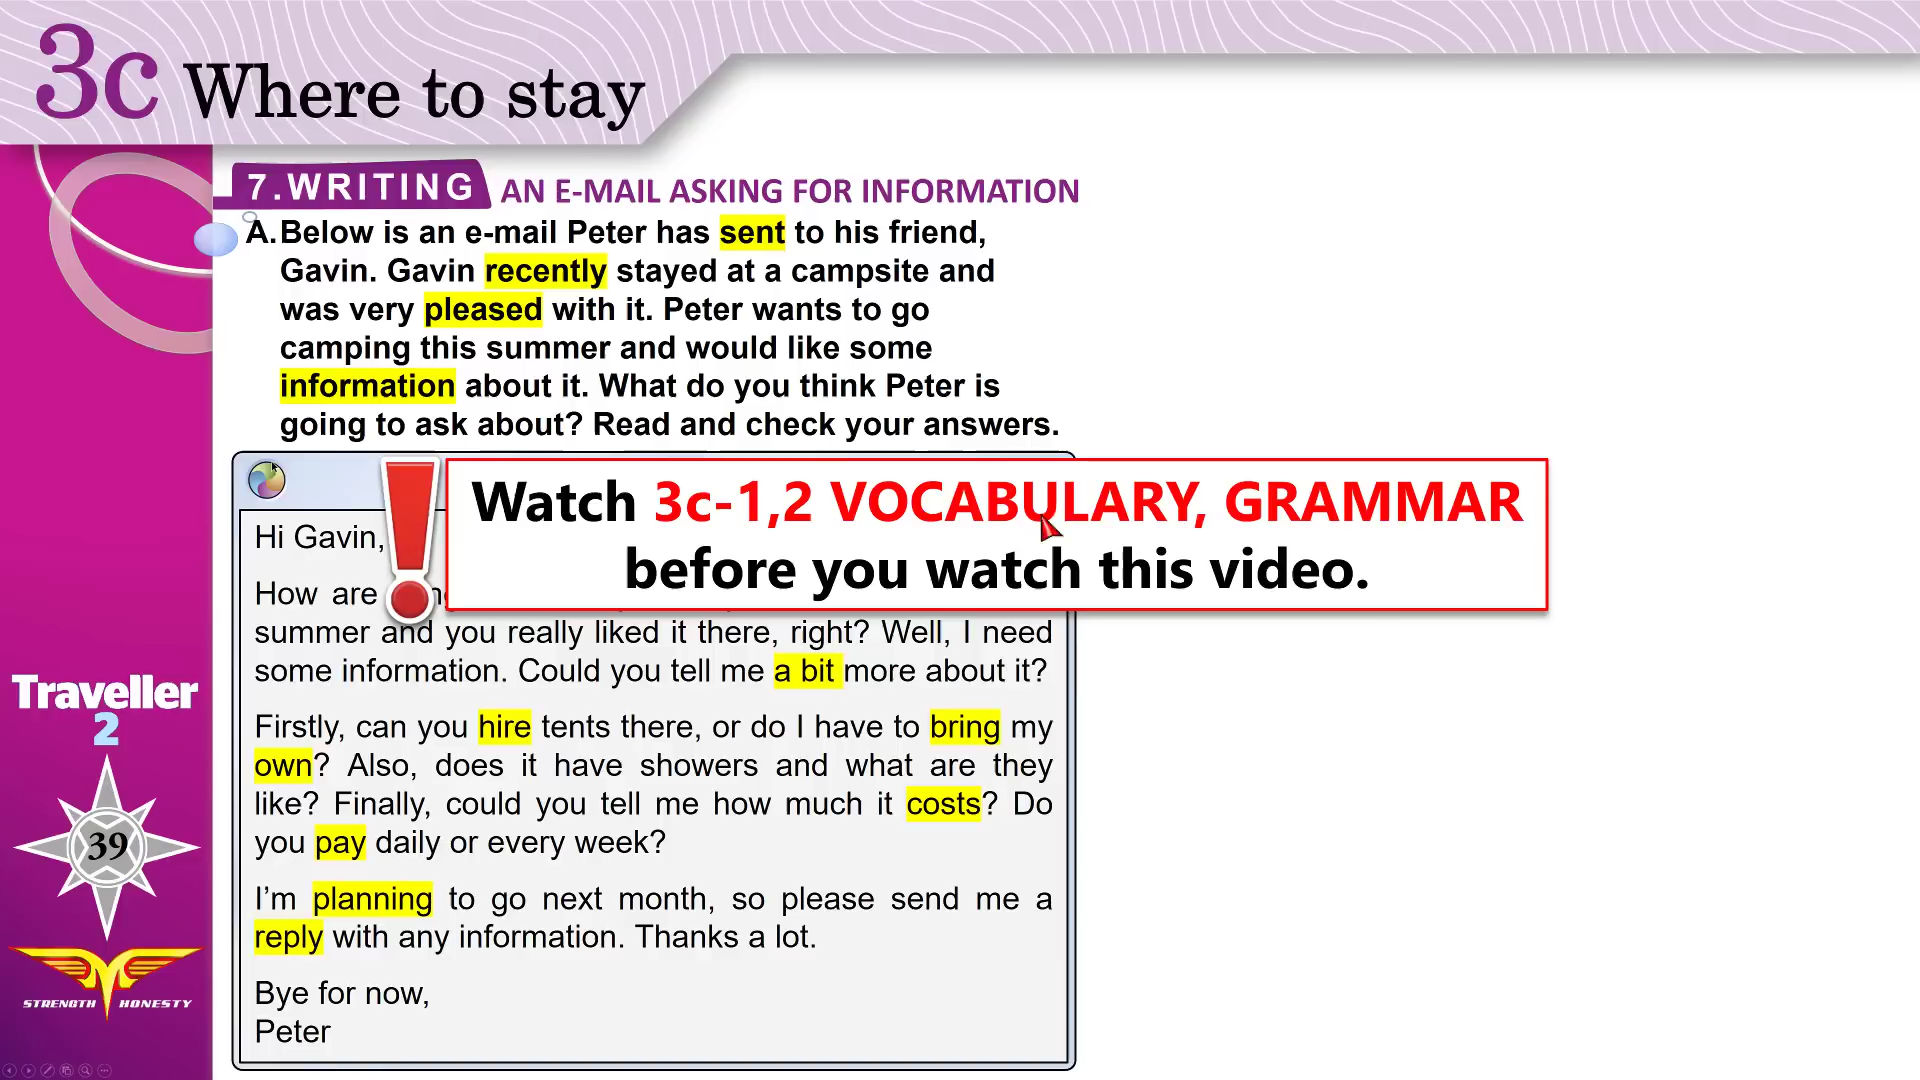 3c Where to stay
7.WRITING AN E-MAIL ASKING FOR INFORMATION
A. Below is an e-mail Peter has sent to his friend,
Gavin. Gavin recently stayed at a campsite and
was very pleased with it. Peter wants to go
camping this summer and would like some
information about it. What do you think Peter is
going to ask about? Read and check your answers.
Watch 3c-1,2 VOCABULARY, GRAMMAR
before you watch this video.
Hi Gavin,
How are
summer and you really liked it there, right? Well, I need
some information. Could you tell me a bit more about it?
Firstly, can you hire tents there, or do I have to bring my
own? Also, does it have showers and what are they
like? Finally, could you tell me how much it costs? Do
you pay daily or every week?
I'm planning to go next month, so please send me a
reply with any information. Thanks a lot.
Bye for now,
Peter
Traveller
2
39
STRENGTH HONESTY